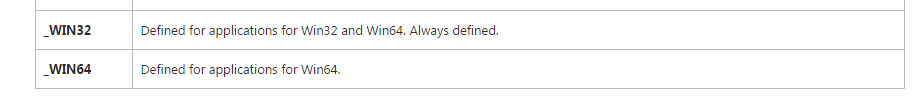 _WIN32 Defined for applications for Win32 and Win64. Always defined.
_WIN64 Defined for applications for Win64.